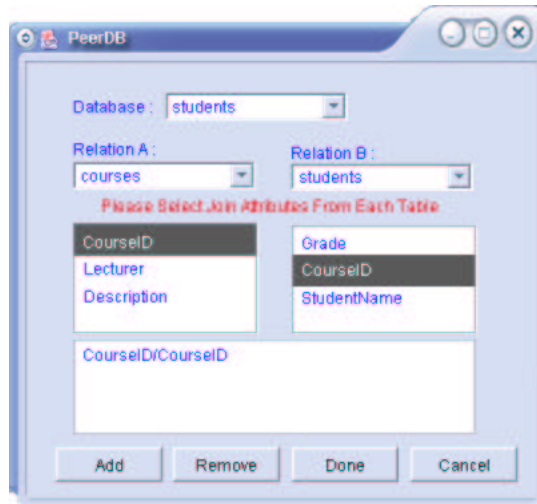 PeerDB
Database : students
Relation A :
Relation B :
courses
students
Please Select Join Attributes From Each Table
CourseID
Lecturer
Description
Grade
CourseID
StudentName
CourseID/CourseID
Add
Remove
Done
Cancel